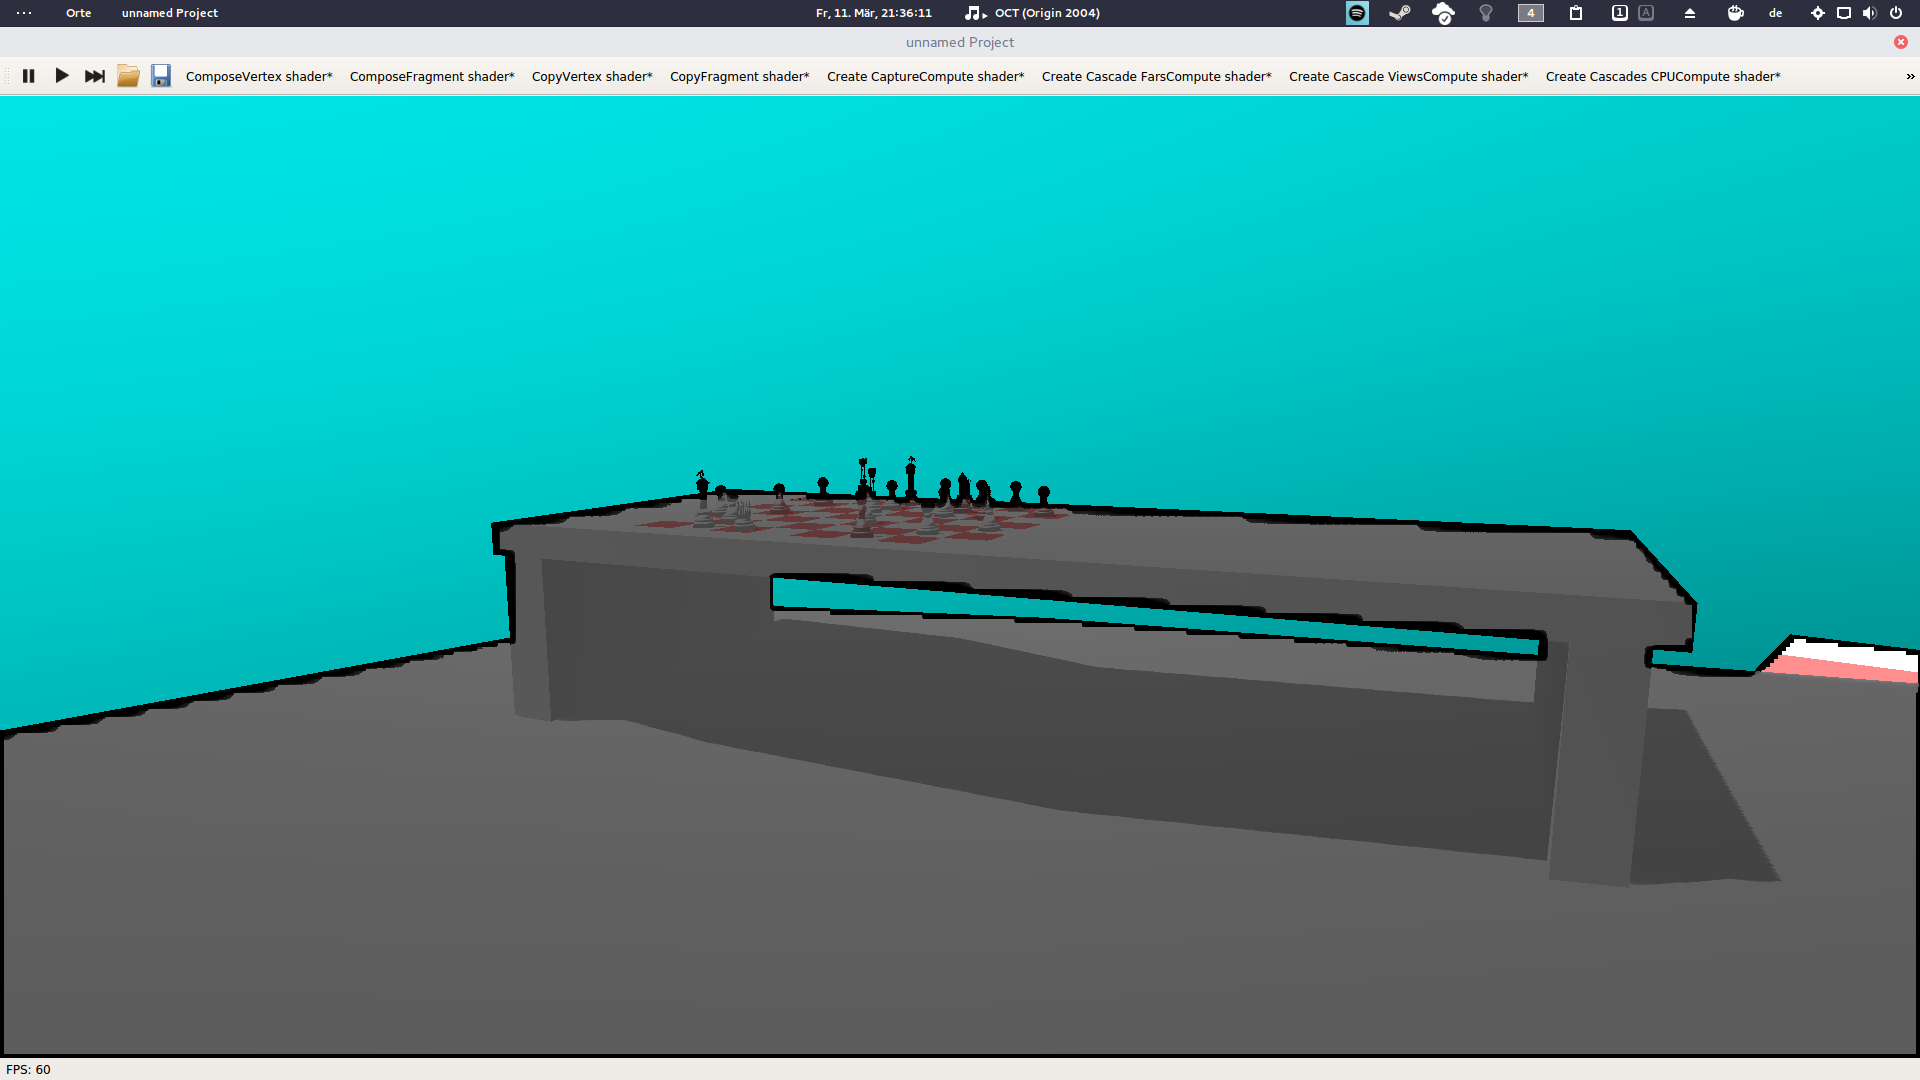 Orte unnamed Project Fr, 11. Mär, 21:36:11 OCT (Origin 2004) 4 1 A de
unnamed Project
ComposeVertex shader* ComposeFragment shader* CopyVertex shader* CopyFragment shader* Create CaptureCompute shader* Create Cascade FarsCompute shader* Create Cascade ViewsCompute shader* Create Cascades CPUCompute shader* »
FPS: 60